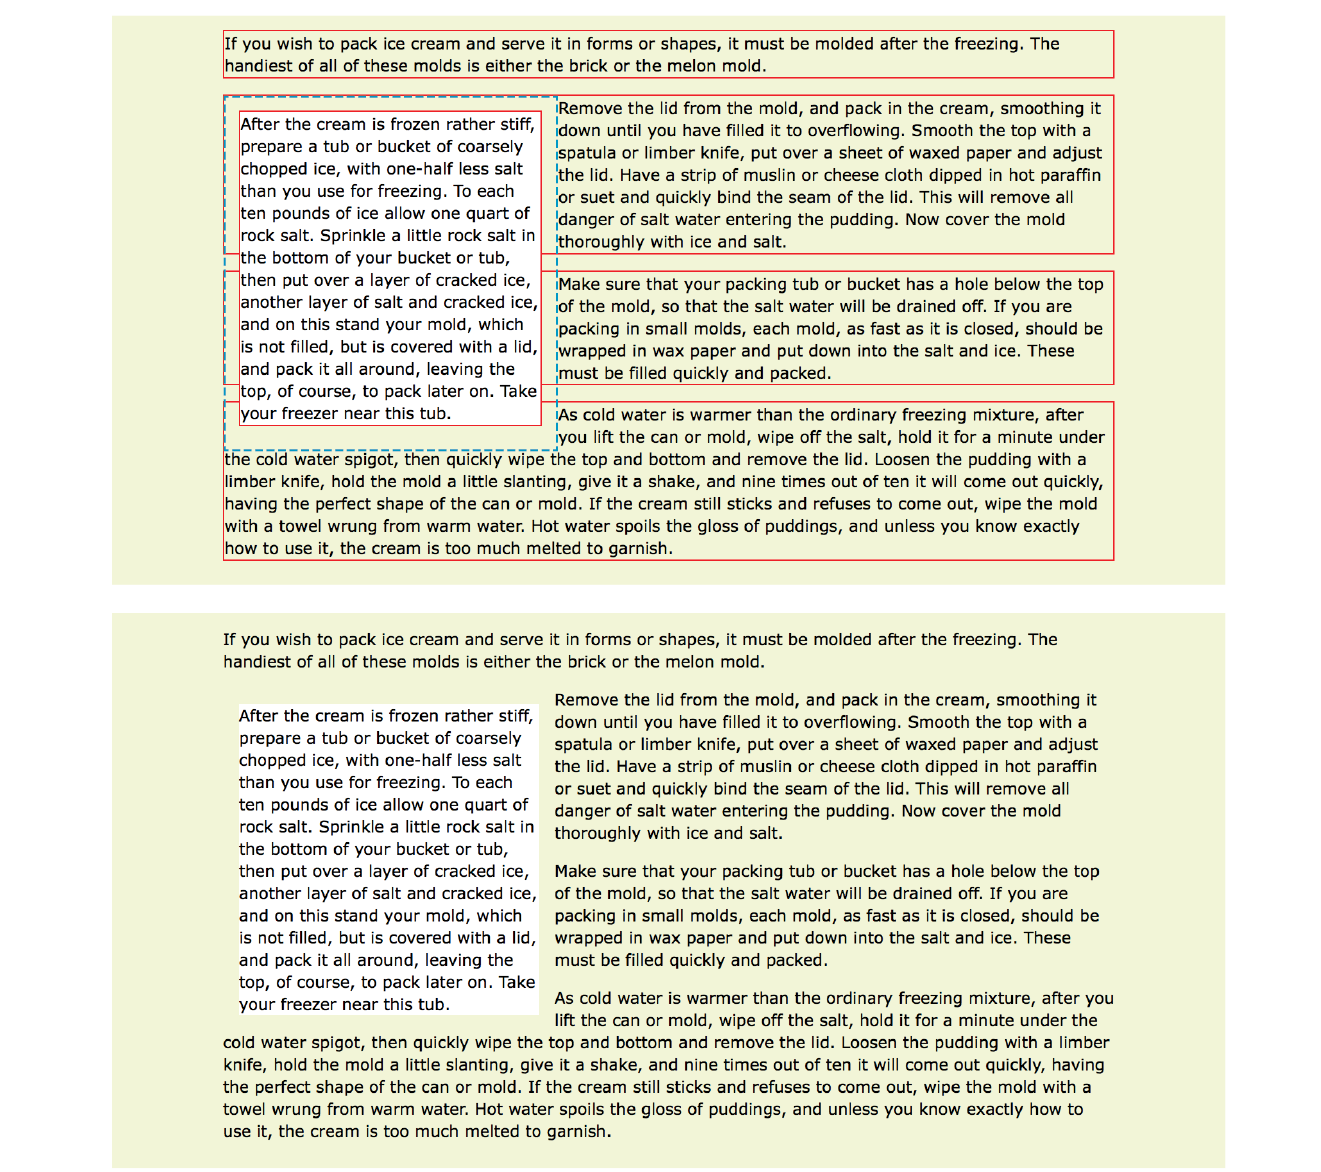 If you wish to pack ice cream and serve it in forms or shapes, it must be molded after the freezing. The
handiest of all of these molds is either the brick or the melon mold.
After the cream is frozen rather stiff,
prepare a tub or bucket of coarsely
chopped ice, with one-half less salt
than you use for freezing. To each
ten pounds of ice allow one quart of
rock salt. Sprinkle a little rock salt in
the bottom of your bucket or tub,
then put over a layer of cracked ice,
another layer of salt and cracked ice,
and on this stand your mold, which
is not filled, but is covered with a lid,
and pack it all around, leaving the
top, of course, to pack later on. Take
your freezer near this tub.
Remove the lid from the mold, and pack in the cream, smoothing it
down until you have filled it to overflowing. Smooth the top with a
spatula or limber knife, put over a sheet of waxed paper and adjust
the lid. Have a strip of muslin or cheese cloth dipped in hot paraffin
or suet and quickly bind the seam of the lid. This will remove all
danger of salt water entering the pudding. Now cover the mold
thoroughly with ice and salt.
Make sure that your packing tub or bucket has a hole below the top
of the mold, so that the salt water will be drained off. If you are
packing in small molds, each mold, as fast as it is closed, should be
wrapped in wax paper and put down into the salt and ice. These
must be filled quickly and packed.
As cold water is warmer than the ordinary freezing mixture, after
you lift the can or mold, wipe off the salt, hold it for a minute under
the cold water spigot, then quickly wipe the top and bottom and remove the lid. Loosen the pudding with a
limber knife, hold the mold a little slanting, give it a shake, and nine times out of ten it will come out quickly,
having the perfect shape of the can or mold. If the cream still sticks and refuses to come out, wipe the mold
with a towel wrung from warm water. Hot water spoils the gloss of puddings, and unless you know exactly
how to use it, the cream is too much melted to garnish.
If you wish to pack ice cream and serve it in forms or shapes, it must be molded after the freezing. The
handiest of all of these molds is either the brick or the melon mold.
After the cream is frozen rather stiff,
prepare a tub or bucket of coarsely
chopped ice, with one-half less salt
than you use for freezing. To each
ten pounds of ice allow one quart of
rock salt. Sprinkle a little rock salt in
the bottom of your bucket or tub,
then put over a layer of cracked ice,
another layer of salt and cracked ice,
and on this stand your mold, which
is not filled, but is covered with a lid,
and pack it all around, leaving the
top, of course, to pack later on. Take
your freezer near this tub.
Remove the lid from the mold, and pack in the cream, smoothing it
down until you have filled it to overflowing. Smooth the top with a
spatula or limber knife, put over a sheet of waxed paper and adjust
the lid. Have a strip of muslin or cheese cloth dipped in hot paraffin
or suet and quickly bind the seam of the lid. This will remove all
danger of salt water entering the pudding. Now cover the mold
thoroughly with ice and salt.
Make sure that your packing tub or bucket has a hole below the top
of the mold, so that the salt water will be drained off. If you are
packing in small molds, each mold, as fast as it is closed, should be
wrapped in wax paper and put down into the salt and ice. These
must be filled quickly and packed.
As cold water is warmer than the ordinary freezing mixture, after you
lift the can or mold, wipe off the salt, hold it for a minute under the
cold water spigot, then quickly wipe the top and bottom and remove the lid. Loosen the pudding with a limber
knife, hold the mold a little slanting, give it a shake, and nine times out of ten it will come out quickly, having
the perfect shape of the can or mold. If the cream still sticks and refuses to come out, wipe the mold with a
towel wrung from warm water. Hot water spoils the gloss of puddings, and unless you know exactly how to
use it, the cream is too much melted to garnish.